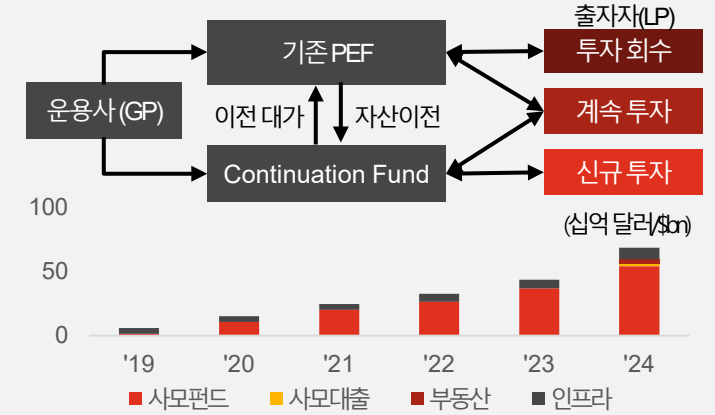 출자자(LP)
기존 PEF
투자 회수
운용사 (GP)
이전 대가
자산이전
계속 투자
Continuation Fund
신규 투자
(십억 달러/$bn)
100
50
0
'19
'20
'21
'22
'23
'24
사모펀드
사모대출
부동산
인프라